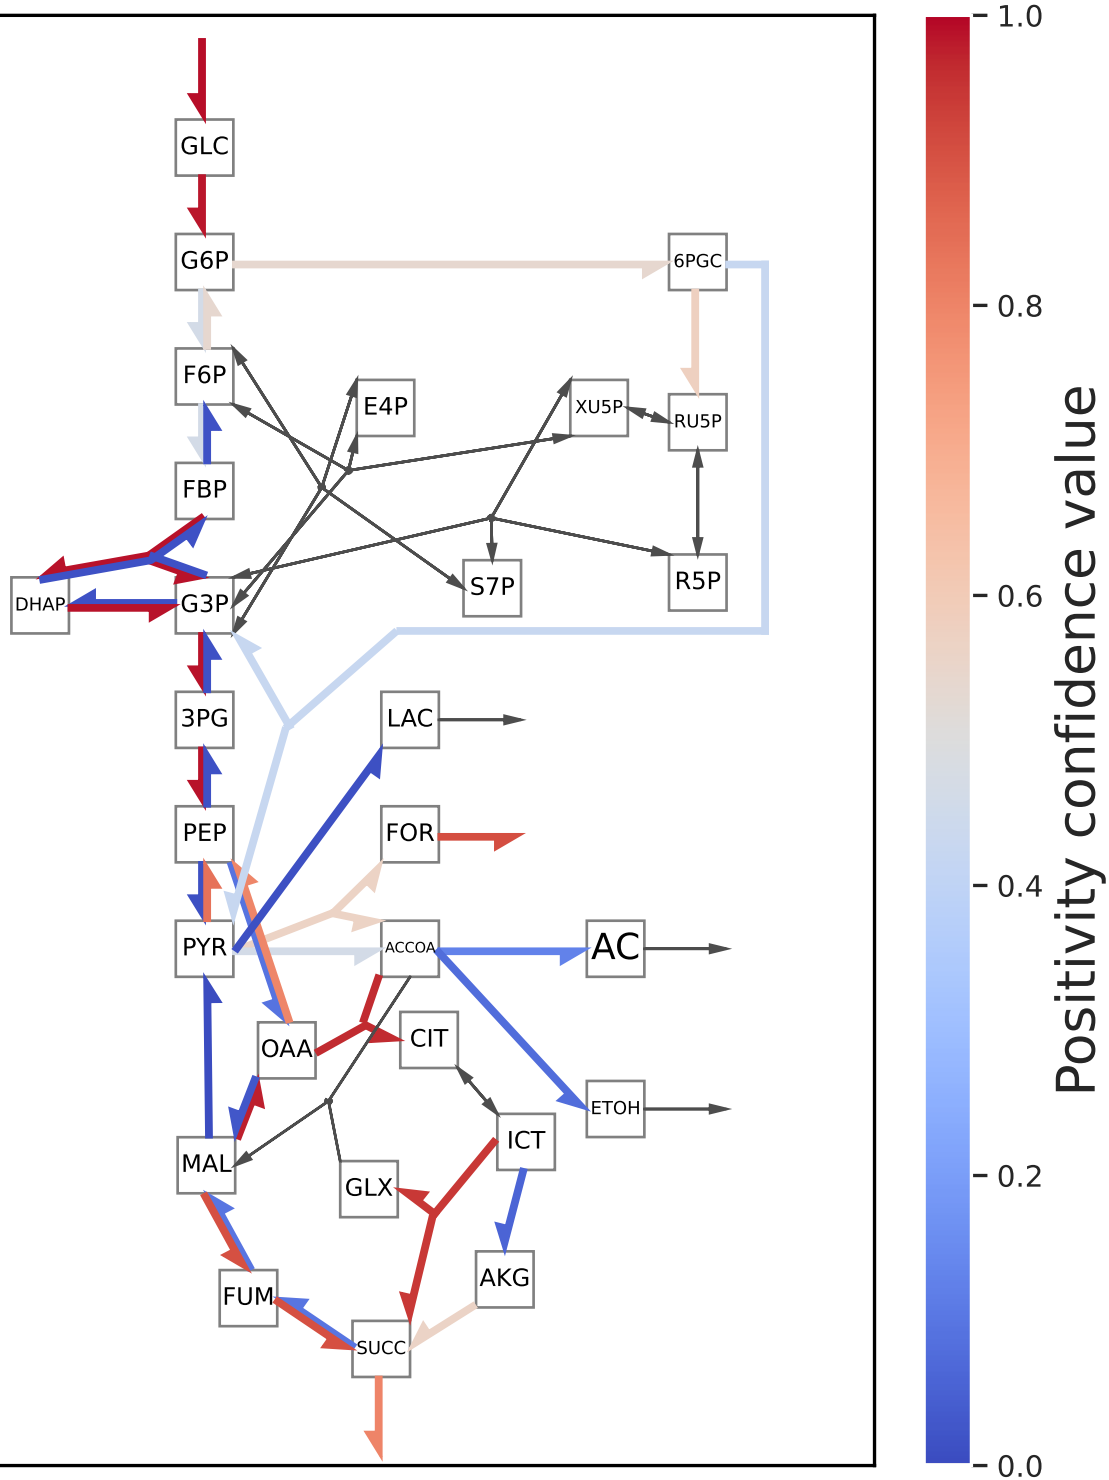 1.0
GLC
G6P
6PGC
0.8
F6P
E4P
XU5P
RU5P
FBP
DHAP
G3P
S7P
R5P
0.6
3PG
LAC
PEP
FOR
PYR
ACCOA
AC
0.4
OAA
CIT
ETOH
ICT
MAL
GLX
0.2
AKG
FUM
SUCC
0.0
Positivity confidence value